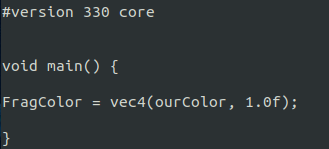 #version 330 core
void main() {
FragColor = vec4(ourColor, 1.0f);
}